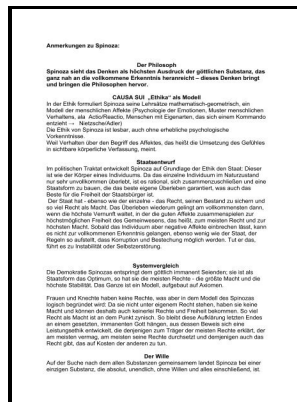 Anmerkungen zu Spinoza:
Der Philosoph
Spinoza sieht das Denken als höchsten Ausdruck der göttlichen Substanz, das
ganz nah an die vollkommene Erkenntnis heranreicht – dieses Denken bringt
und bringen die Philosophen hervor.
CAUSA SUI „Ethika“ als Modell
In der Ethik formuliert Spinoza seine Lehrsätze mathematisch-geometrisch, ein
Modell der menschlichen Affekte (Psychologie der Emotionen, Muster menschlichen
Verhaltens, ala Actio/Reactio, Menschen mit Eigenarten, das sich einem Kommando
entzieht → Nietzsche/Adler)
Die Ethik von Spinoza ist lesbar, auch ohne erhebliche psychologische
Vorkenntnisse.
Weil Verhalten über den Begriff des Affektes, das heißt die Umsetzung des Gefühles
in sichtbare körperliche Verfassung, meint.
Staatsentwurf
Im politischen Traktat entwickelt Spinoza auf Grundlage der Ethik den Staat: Dieser
ist wie der Körper eines Individuums. Da das einzelne Individuum im Naturzustand
nur sehr unvollkommen überlebt, ist es rational, sich zusammenzuschließen und eine
Staatsform zu bauen, die das beste eigene Überleben garantiert, was auch das
Beste für die Freiheit der Staatsbürger ist.
Der Staat hat - ebenso wie der einzelne - das Recht, seinen Bestand zu sichern und
so viel Recht als Macht. Das Überleben wiederum gelingt am vollkommensten dann,
wenn die höchste Vernunft waltet, in der die guten Affekte zusammenspielen zur
höchstmöglichen Freiheit des Gemeinwesens, das heißt, zum meisten Recht und zur
höchsten Macht. Sobald das Individuum aber negative Affekte einbrechen lässt, kann
es nicht zur vollkommenen Erkenntnis gelangen, ebenso wenig wie der Staat, der
Regeln so aufstellt, dass Korruption und Bestechung möglich werden. Tut er das,
führt es zu Instabilität oder Selbstzerstörung.
Systemvergleich
Die Demokratie Spinozas entspringt dem göttlich immanent Seienden; sie ist als
Staatsform das Optimum, so hat sie die meisten Rechte - die größte Macht und die
höchste Stabilität. Das Ganze ist ein Modell, aufgebaut auf Axiomen.
Frauen und Knechte haben keine Rechte, was aber in dem Modell des Spinozas
logisch begründet wird: Da sie nicht unter eigenem Recht stehen, haben sie keine
Macht und können deshalb auch keinerlei Rechte und Freiheit bekommen. So viel
Recht als Macht ist an dem Punkt zynisch. So bleibt diese Aufklärung letzten Endes
an einem gesetzten, immanenten Gott hängen, aus dessen Beweis sich eine
Leistungsethik entwickelt, die denjenigen zum Träger der meisten Rechte erklärt, der
am meisten vermag, am meisten seine Rechte durchsetzt und demjenigen auch das
Recht gibt, das auf Kosten der anderen zu tun.
Der Wille
Auf der Suche nach dem allen Substanzen gemeinsamen landet Spinoza bei einer
einzigen Substanz, die absolut, unendlich, ohne Willen und alles einschließend, ist.